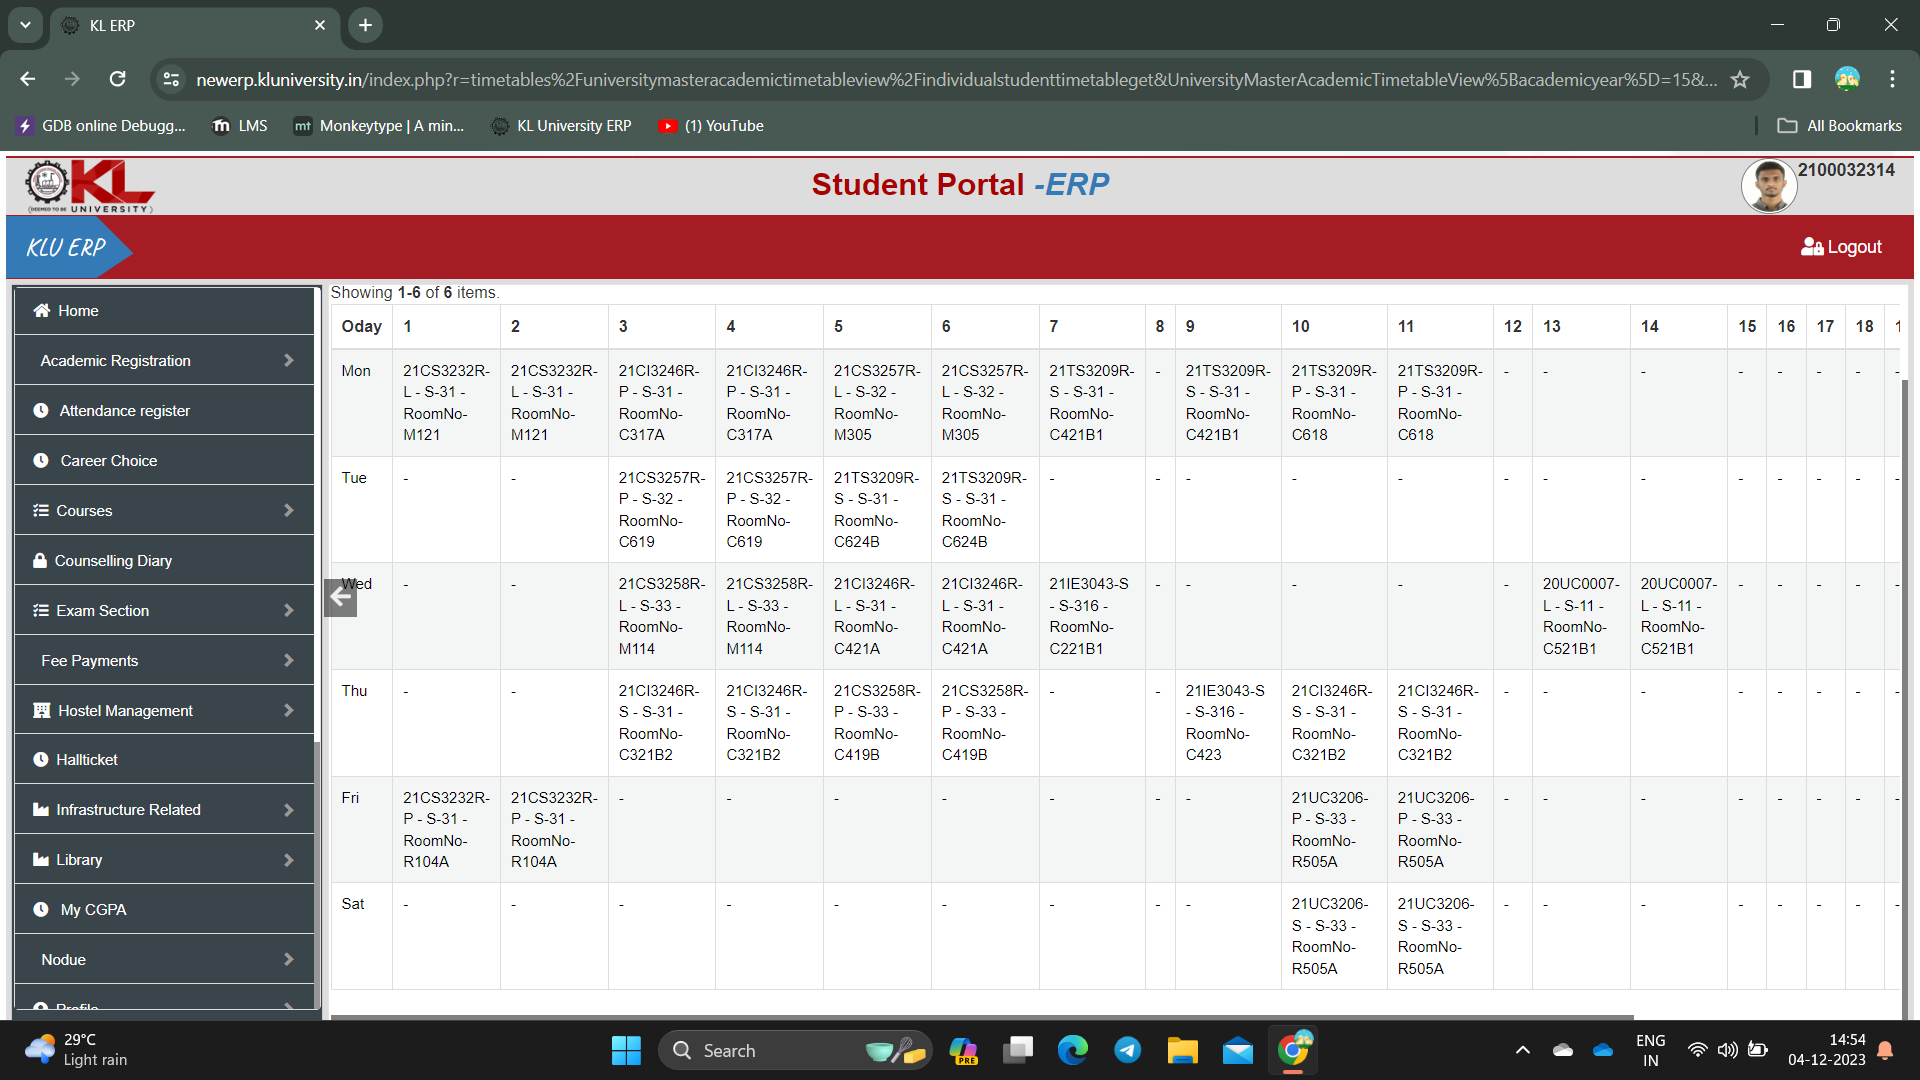 KL ERP
newerp.kluniversity.in/index.php?r=timetables%2Funiversitymasteracademictimetableview%2Findividualstudenttimetableget&UniversityMasterAcademicTimetableView%5Bacademicyear%5D=15&...
GDB online Debugg... LMS mt Monkeytype | A min... KL University ERP (1) YouTube All Bookmarks
KL
(DEEMED TO BE UNIVERSITY)
Student Portal -ERP
2100032314
KLU ERP
Logout
Home
Academic Registration
Attendance register
Career Choice
Courses
Counselling Diary
Exam Section
Fee Payments
Hostel Management
Hallticket
Infrastructure Related
Library
My CGPA
Nodue
Profile
Showing 1-6 of 6 items.
Oday 1 2 3 4 5 6 7 8 9 10 11 12 13 14 15 16 17 18 1
Mon 21CS3232R- 21CS3232R- 21CI3246R- 21CI3246R- 21CS3257R- 21CS3257R- 21TS3209R- - 21TS3209R- 21TS3209R- 21TS3209R- - - - - - - - -
L - S-31 - L - S-31 - P - S-31 - P - S-31 - L - S-32 - L - S-32 - S - S-31 - S - S-31 - P - S-31 - P - S-31 -
RoomNo- RoomNo- RoomNo- RoomNo- RoomNo- RoomNo- RoomNo- RoomNo- RoomNo- RoomNo-
M121 M121 C317A C317A M305 M305 C421B1 C421B1 C618 C618
Tue - - 21CS3257R- 21CS3257R- 21TS3209R- 21TS3209R- - - - - - - - - - - - - -
P - S-32 - P - S-32 - S - S-31 - S - S-31 -
RoomNo- RoomNo- RoomNo- RoomNo-
C619 C619 C624B C624B
Wed - - 21CS3258R- 21CS3258R- 21CI3246R- 21CI3246R- 21IE3043-S - - - - - 20UC0007- 20UC0007- - - - - -
L - S-33 - L - S-33 - L - S-31 - L - S-31 - - S-316 - L - S-11 - L - S-11 -
RoomNo- RoomNo- RoomNo- RoomNo- RoomNo- RoomNo- RoomNo-
M114 M114 C421A C421A C221B1 C521B1 C521B1
Thu - - 21CI3246R- 21CI3246R- 21CS3258R- 21CS3258R- - - 21IE3043-S 21CI3246R- 21CI3246R- - - - - - - - -
S - S-31 - S - S-31 - P - S-33 - P - S-33 - - S-316 - S - S-31 - S - S-31 -
RoomNo- RoomNo- RoomNo- RoomNo- RoomNo- RoomNo- RoomNo-
C321B2 C321B2 C419B C419B C423 C321B2 C321B2
Fri 21CS3232R- 21CS3232R- - - - - - - - 21UC3206- 21UC3206- - - - - - - - -
P - S-31 - P - S-31 - P - S-33 - P - S-33 -
RoomNo- RoomNo- RoomNo- RoomNo-
R104A R104A R505A R505A
Sat - - - - - - - - - 21UC3206- 21UC3206- - - - - - - - -
S - S-33 - S - S-33 -
RoomNo- RoomNo-
R505A R505A
29°C
Light rain
Search
PRE
ENG
IN
14:54
04-12-2023